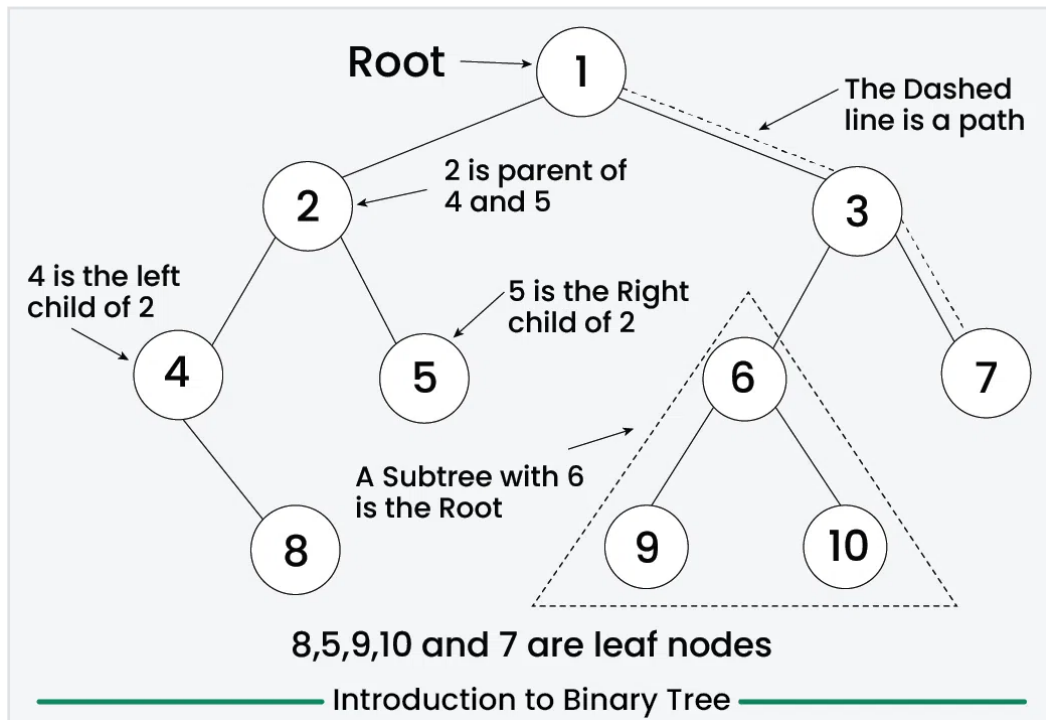 Root
1
The Dashed
line is a path
2
2 is parent of
4 and 5
3
4 is the left
child of 2
5 is the Right
child of 2
4
5
6
7
A Subtree with 6
is the Root
8
9
10
8,5,9,10 and 7 are leaf nodes
Introduction to Binary Tree